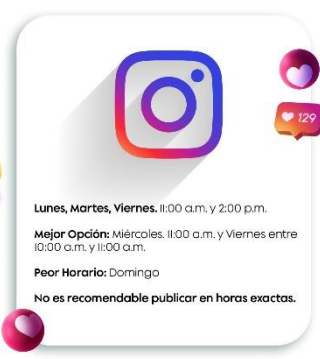 129
Lunes, Martes, Viernes. 11:00 a.m. y 2:00 p.m.
Mejor Opción: Miércoles. 11:00 a.m. y Viernes entre
10:00 a.m. y 11:00 a.m.
Peor Horario: Domingo
No es recomendable publicar en horas exactas.